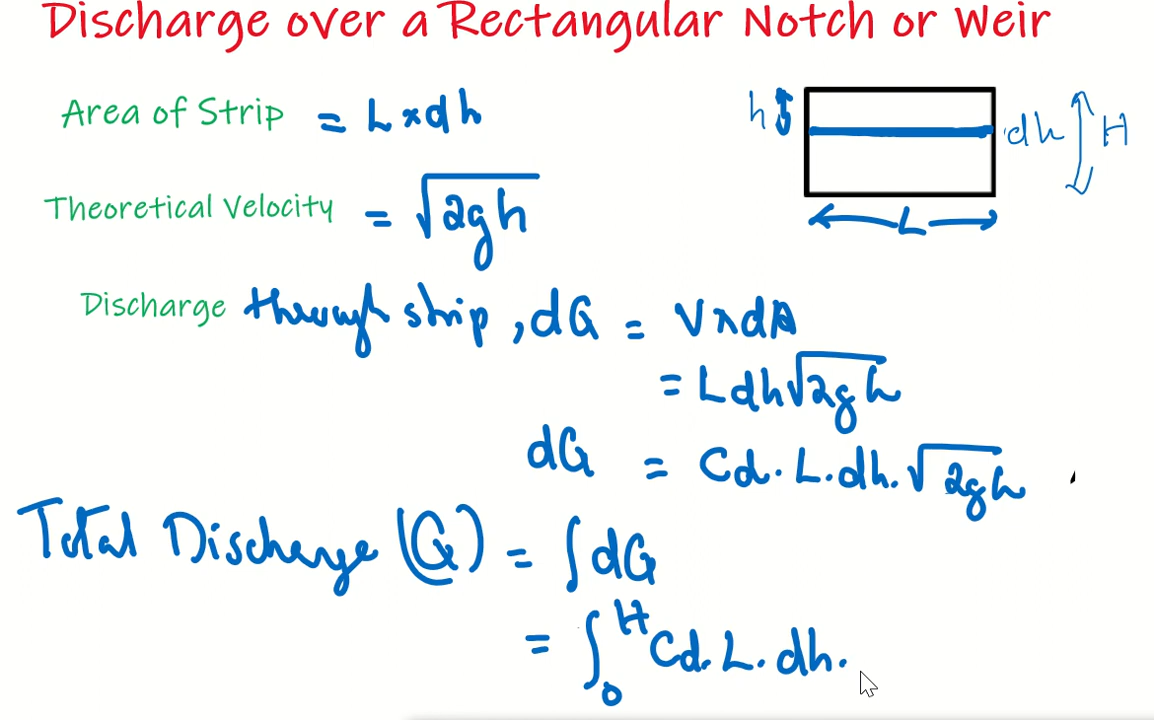 Discharge over a Rectangular Notch or Weir
Area of Strip = L × dh
h dh H
L
Theoretical Velocity = √2gh
Discharge through strip, dQ = V × dA
= L dh √2gh
dQ = Cd. L. dh. √2gh
Total Discharge (Q) = ∫ dQ
= ∫₀ᴴ Cd. L. dh.